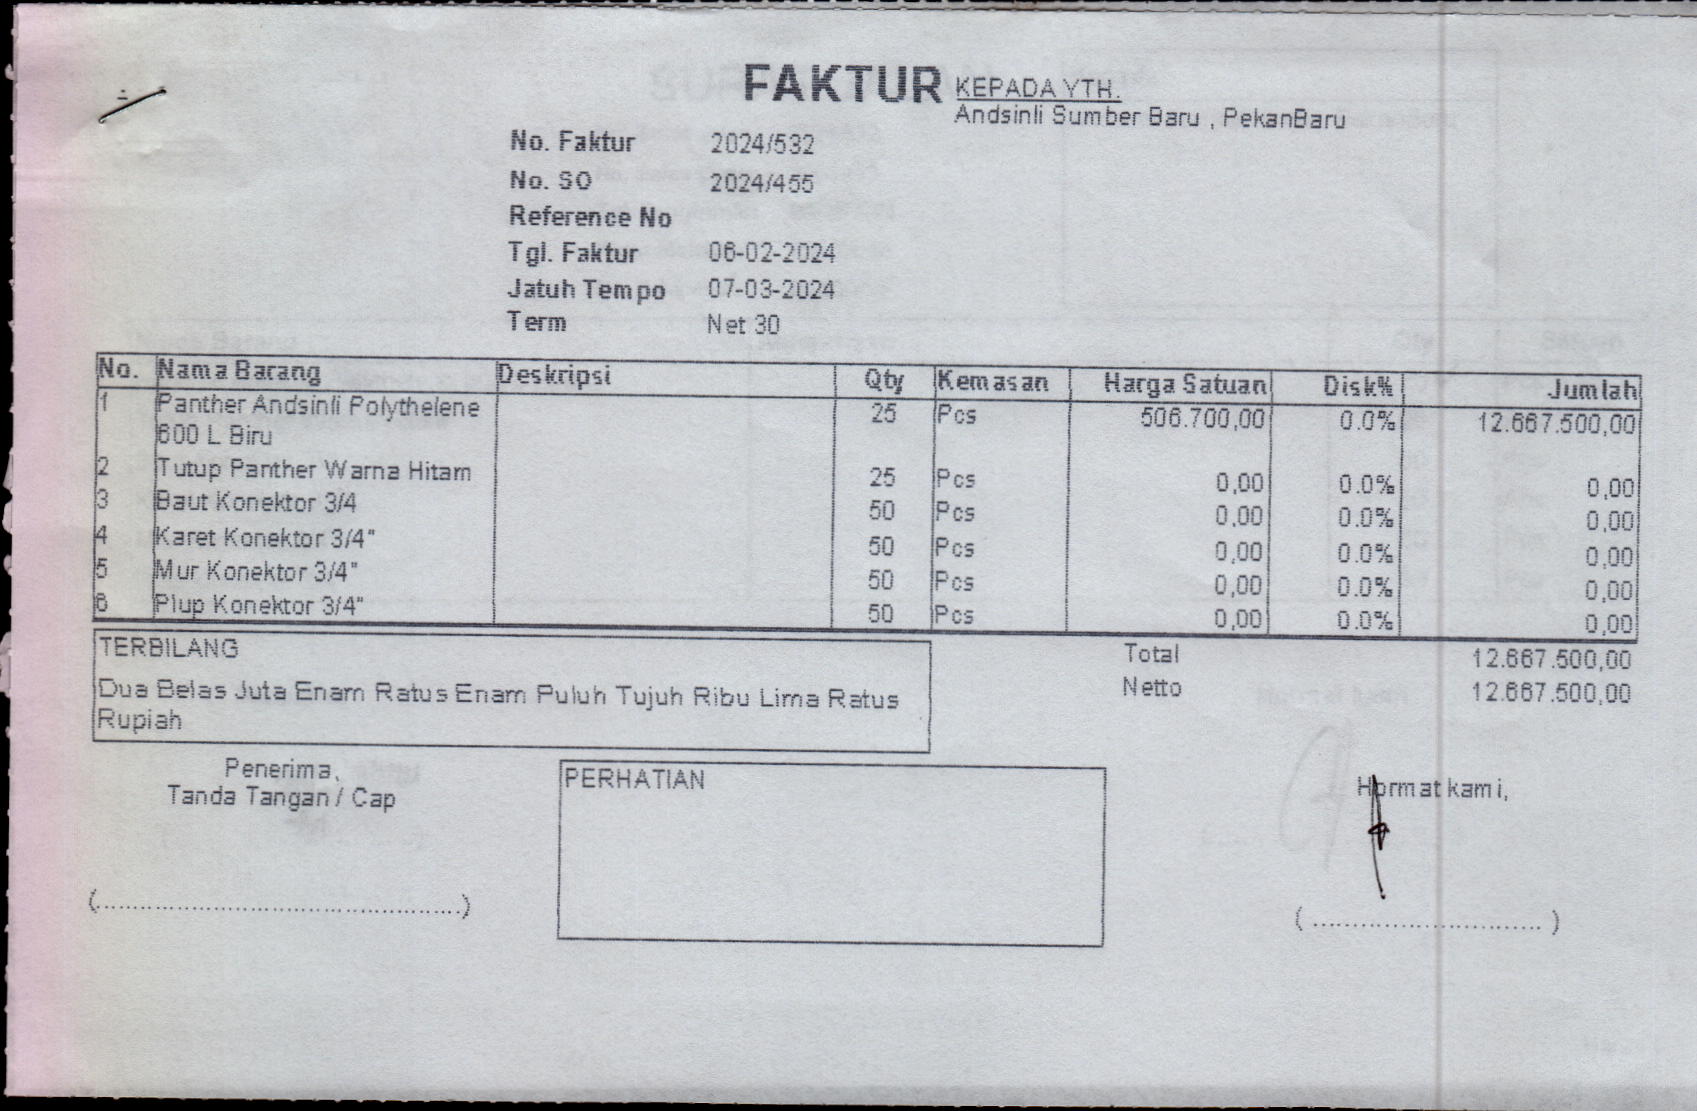 FAKTUR
KEPADA YTH.
Andsinli Sumber Baru , PekanBaru
No. Faktur 2024/532
No. SO 2024/455
Reference No
Tgl. Faktur 06-02-2024
Jatuh Tempo 07-03-2024
Term Net 30
No. Nama Barang Deskripsi Qty Kemasan Harga Satuan Disk% Jumlah
1 Panther Andsinli Polythelene 25 Pcs 506.700,00 0.0% 12.667.500,00
600 L Biru
2 Tutup Panther Warna Hitam 25 Pcs 0,00 0.0% 0,00
3 Baut Konektor 3/4 50 Pcs 0,00 0.0% 0,00
4 Karet Konektor 3/4" 50 Pcs 0,00 0.0% 0,00
5 Mur Konektor 3/4" 50 Pcs 0,00 0.0% 0,00
6 Plup Konektor 3/4" 50 Pcs 0,00 0.0% 0,00
TERBILANG
Dua Belas Juta Enam Ratus Enam Puluh Tujuh Ribu Lima Ratus
Rupiah
Total 12.667.500,00
Netto 12.667.500,00
Penerima,
Tanda Tangan / Cap
PERHATIAN
Hormat kami,
(................................................)
(..............................)